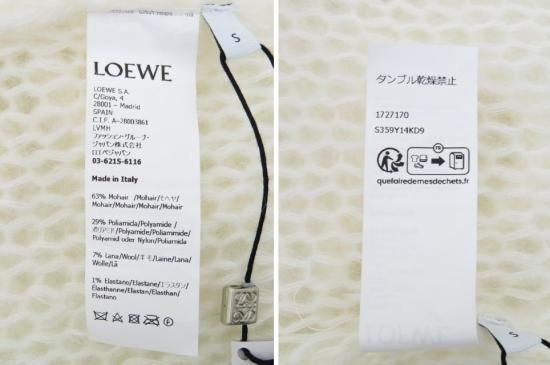 S
LOEWE
LOEWE S.A.
C/Goya, 4
28001 - Madrid
SPAIN
C.I.F. A-28003861
LVMH
ファッション・グループ・
ジャパン株式会社
ロエベジャパン
03-6215-6116
Made in Italy
63% Mohair /Mohair/モヘヤ/
Mohair/Mohair/Mohair/Mohair
29% Poliamida/Polyamide /
ポリアミド/Polyamide/Poliammide/
Polyamid oder Nylon/Poliamida
7% Lana/Wool/羊毛/Laine/Lana/
Wolle/Lã
1% Elastano/Elastane/エラスタン/
Élasthanne/Elastan/Elasthan/
Elastano
タンブル乾燥禁止
1727170
S359Y14KD9
FR
quefairedemesdechets.fr
S